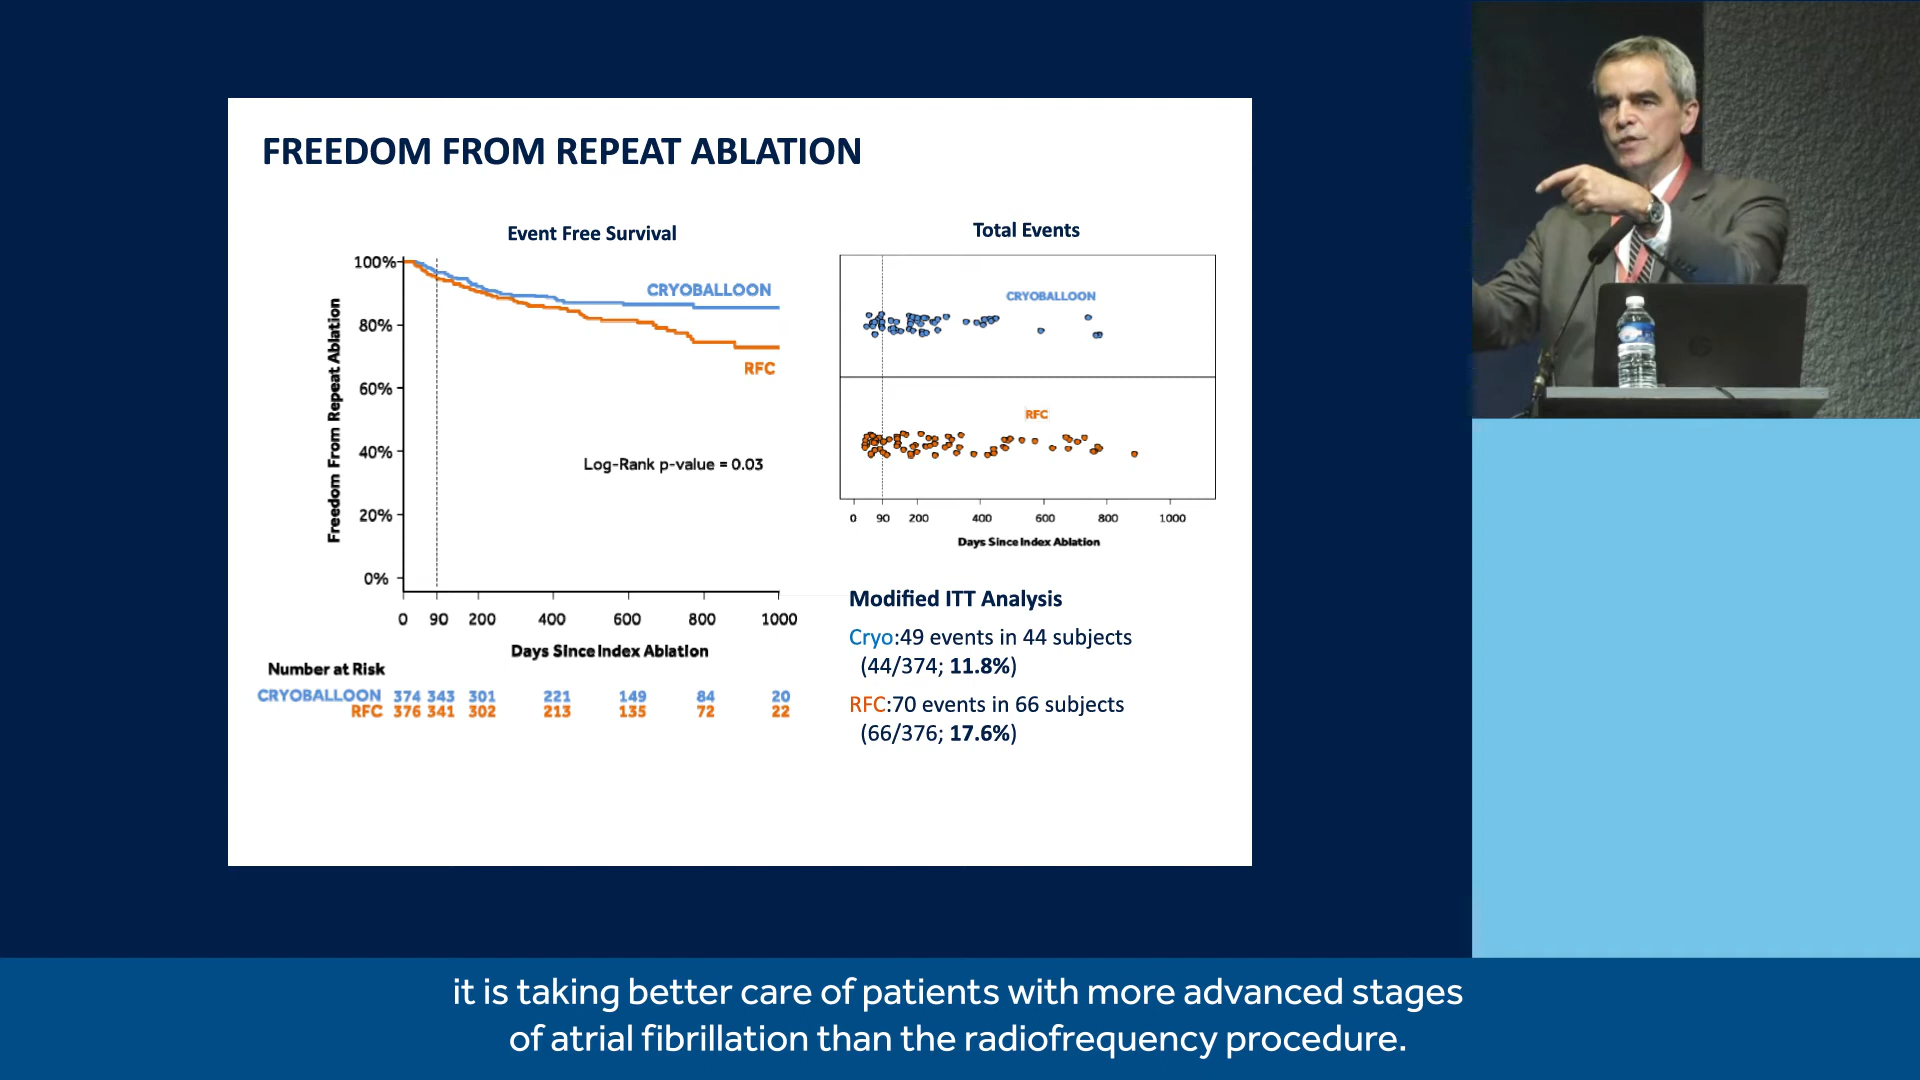 FREEDOM FROM REPEAT ABLATION
Event Free Survival
Freedom From Repeat Ablation
100%
80%
60%
40%
20%
0%
CRYOBALLOON
RFC
Log-Rank p-value = 0.03
0 90 200 400 600 800 1000
Days Since Index Ablation
Number at Risk
CRYOBALLOON 374 343 301 221 149 84 20
RFC 376 341 302 213 135 72 22
Total Events
CRYOBALLOON
RFC
0 90 200 400 600 800 1000
Days Since Index Ablation
Modified ITT Analysis
Cryo:49 events in 44 subjects
(44/374; 11.8%)
RFC:70 events in 66 subjects
(66/376; 17.6%)
it is taking better care of patients with more advanced stages
of atrial fibrillation than the radiofrequency procedure.